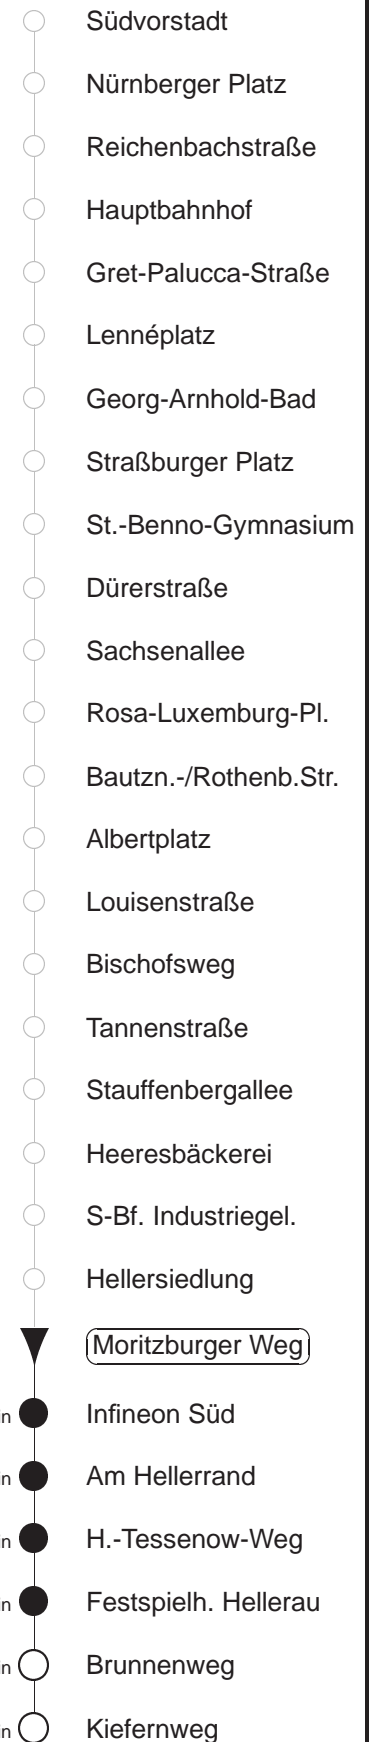 Südvorstadt
Nürnberger Platz
Reichenbachstraße
Hauptbahnhof
Gret-Palucca-Straße
Lennéplatz
Georg-Arnhold-Bad
Straßburger Platz
St.-Benno-Gymnasium
Dürerstraße
Sachsenallee
Rosa-Luxemburg-Pl.
Bautzn.-/Rothenb.Str.
Albertplatz
Louisenstraße
Bischofsweg
Tannenstraße
Stauffenbergallee
Heeresbäckerei
S-Bf. Industriegel.
Hellersiedlung
Moritzburger Weg
Infineon Süd
Am Hellerrand
H.-Tessenow-Weg
Festspielh. Hellerau
Brunnenweg
Kiefernweg